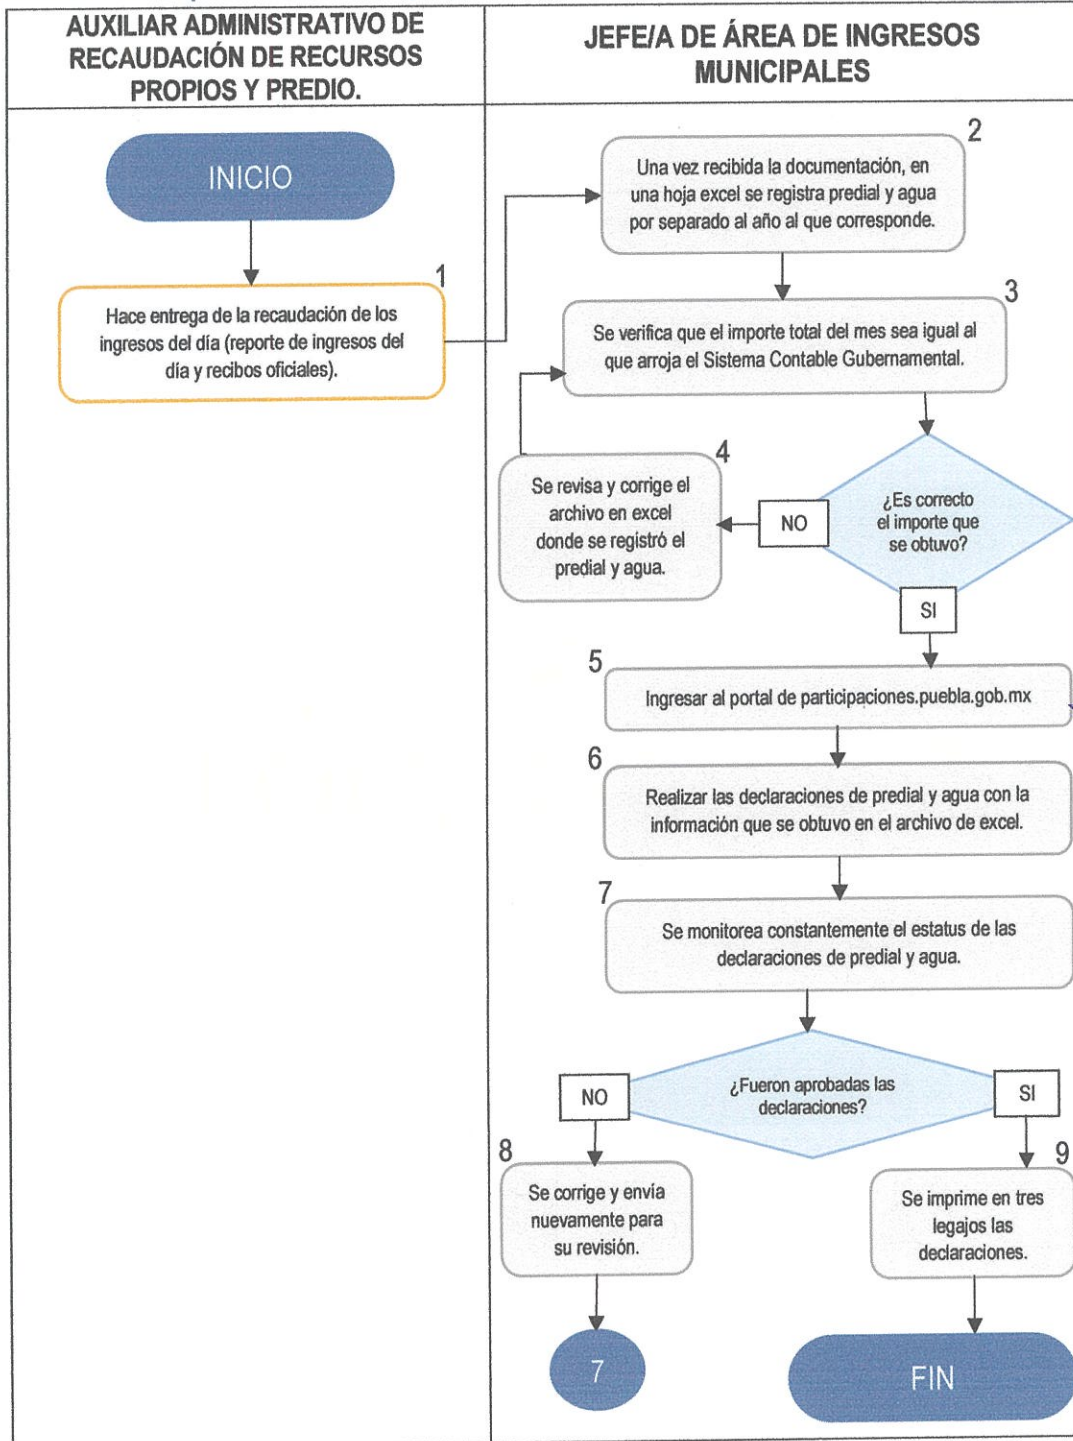 AUXILIAR ADMINISTRATIVO DE
RECAUDACIÓN DE RECURSOS
PROPIOS Y PREDIO.
JEFE/A DE ÁREA DE INGRESOS
MUNICIPALES
INICIO
1
Hace entrega de la recaudación de los
ingresos del día (reporte de ingresos del
día y recibos oficiales).
2
Una vez recibida la documentación, en
una hoja excel se registra predial y agua
por separado al año al que corresponde.
3
Se verifica que el importe total del mes sea igual al
que arroja el Sistema Contable Gubernamental.
4
Se revisa y corrige el
archivo en excel
donde se registró el
predial y agua.
NO
¿Es correcto
el importe que
se obtuvo?
SI
5
Ingresar al portal de participaciones.puebla.gob.mx
6
Realizar las declaraciones de predial y agua con la
información que se obtuvo en el archivo de excel.
7
Se monitorea constantemente el estatus de las
declaraciones de predial y agua.
NO
¿Fueron aprobadas las
declaraciones?
SI
8
Se corrige y envía
nuevamente para
su revisión.
9
Se imprime en tres
legajos las
declaraciones.
7
FIN